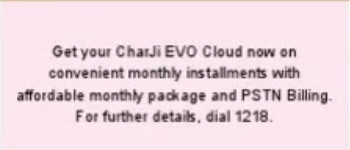 Get your CharJi EVO Cloud now on
convenient monthly installments with
affordable monthly package and PSTN Billing.
For further details, dial 1218.